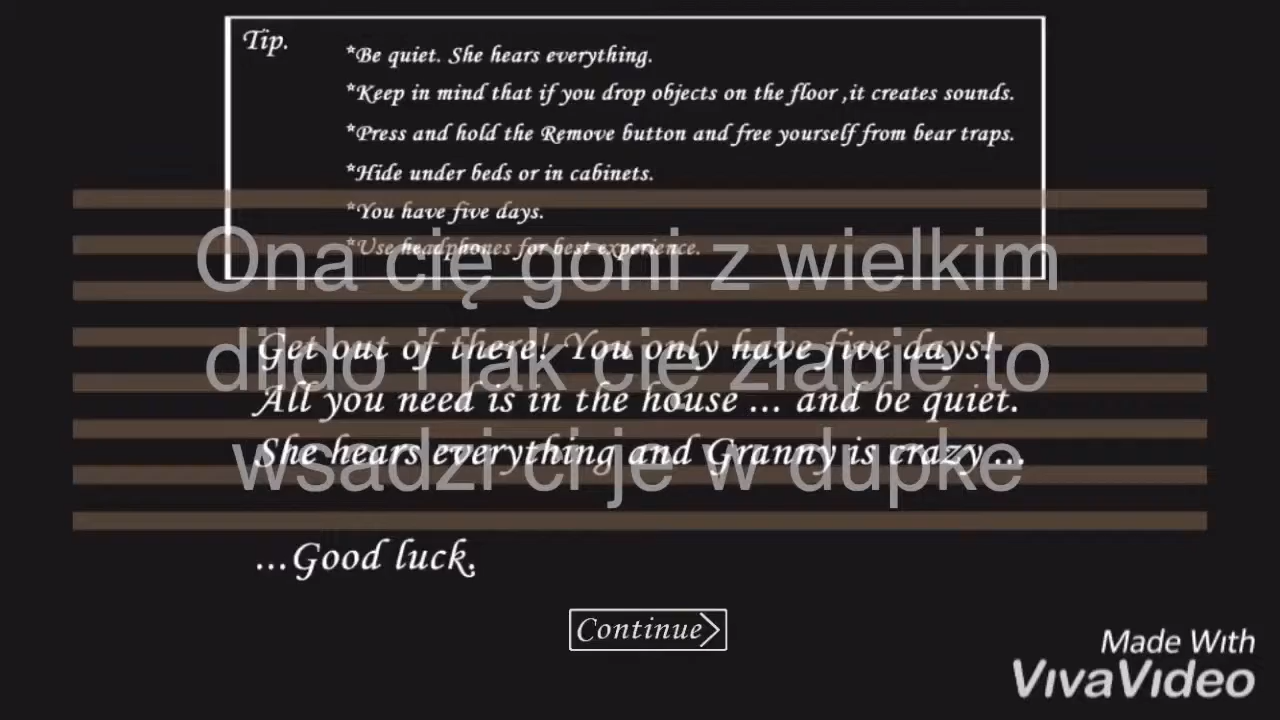 Tip.
*Be quiet. She hears everything.
*Keep in mind that if you drop objects on the floor ,it creates sounds.
*Press and hold the Remove button and free yourself from bear traps.
*Hide under beds or in cabinets.
*You have five days.
*Use headphones for best experience.
Ona cię goni z wielkim
dildo i jak cię złapie to
wsadzi ci je w dupke
Get out of there! You only have five days!
All you need is in the house ... and be quiet.
She hears everything and Granny is crazy ...
...Good luck.
Continue
Made With
VivaVideo